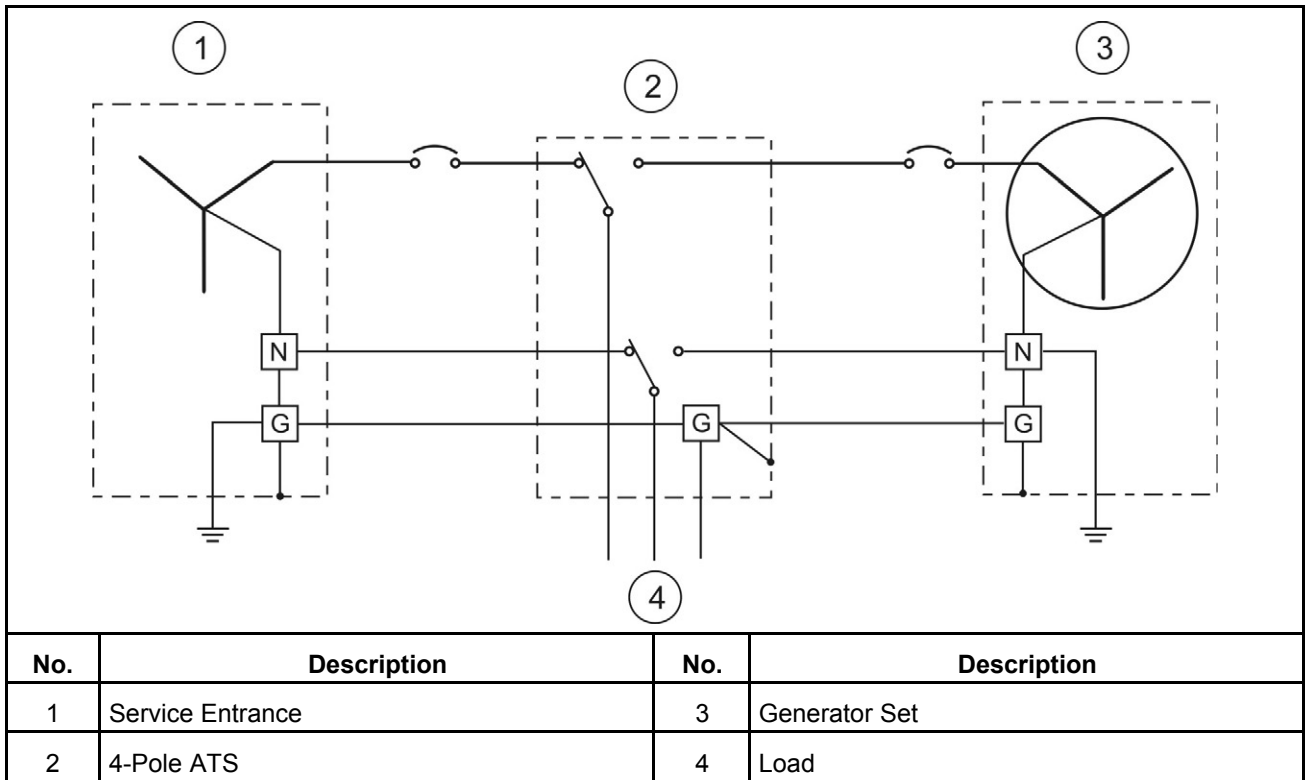 1
3
2
N
N
G
G
G
4
No. Description No. Description
1 Service Entrance 3 Generator Set
2 4-Pole ATS 4 Load